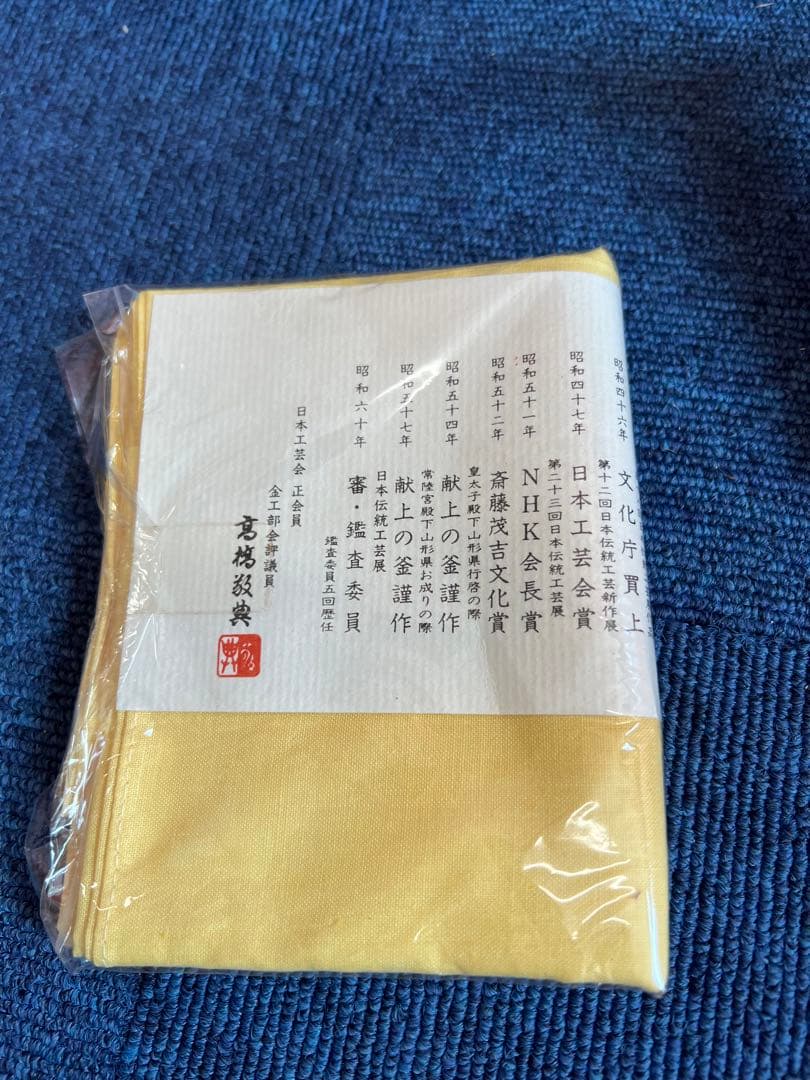 昭和四十六年
文化庁買上
第十二回日本伝統工芸新作展
昭和四十七年 日本工芸会賞
第二十三回日本伝統工芸展
昭和五十一年 NHK会長賞
昭和五十二年 斎藤茂吉文化賞
皇太子殿下山形県行啓の際
昭和五十四年 献上の釜謹作
常陸宮殿下山形県お成りの際
昭和五十七年 献上の釜謹作
日本伝統工芸展
昭和六十年 審・鑑査委員
鑑査委員五回歴任
日本工芸会 正会員
金工部会評議員
高橋敬典